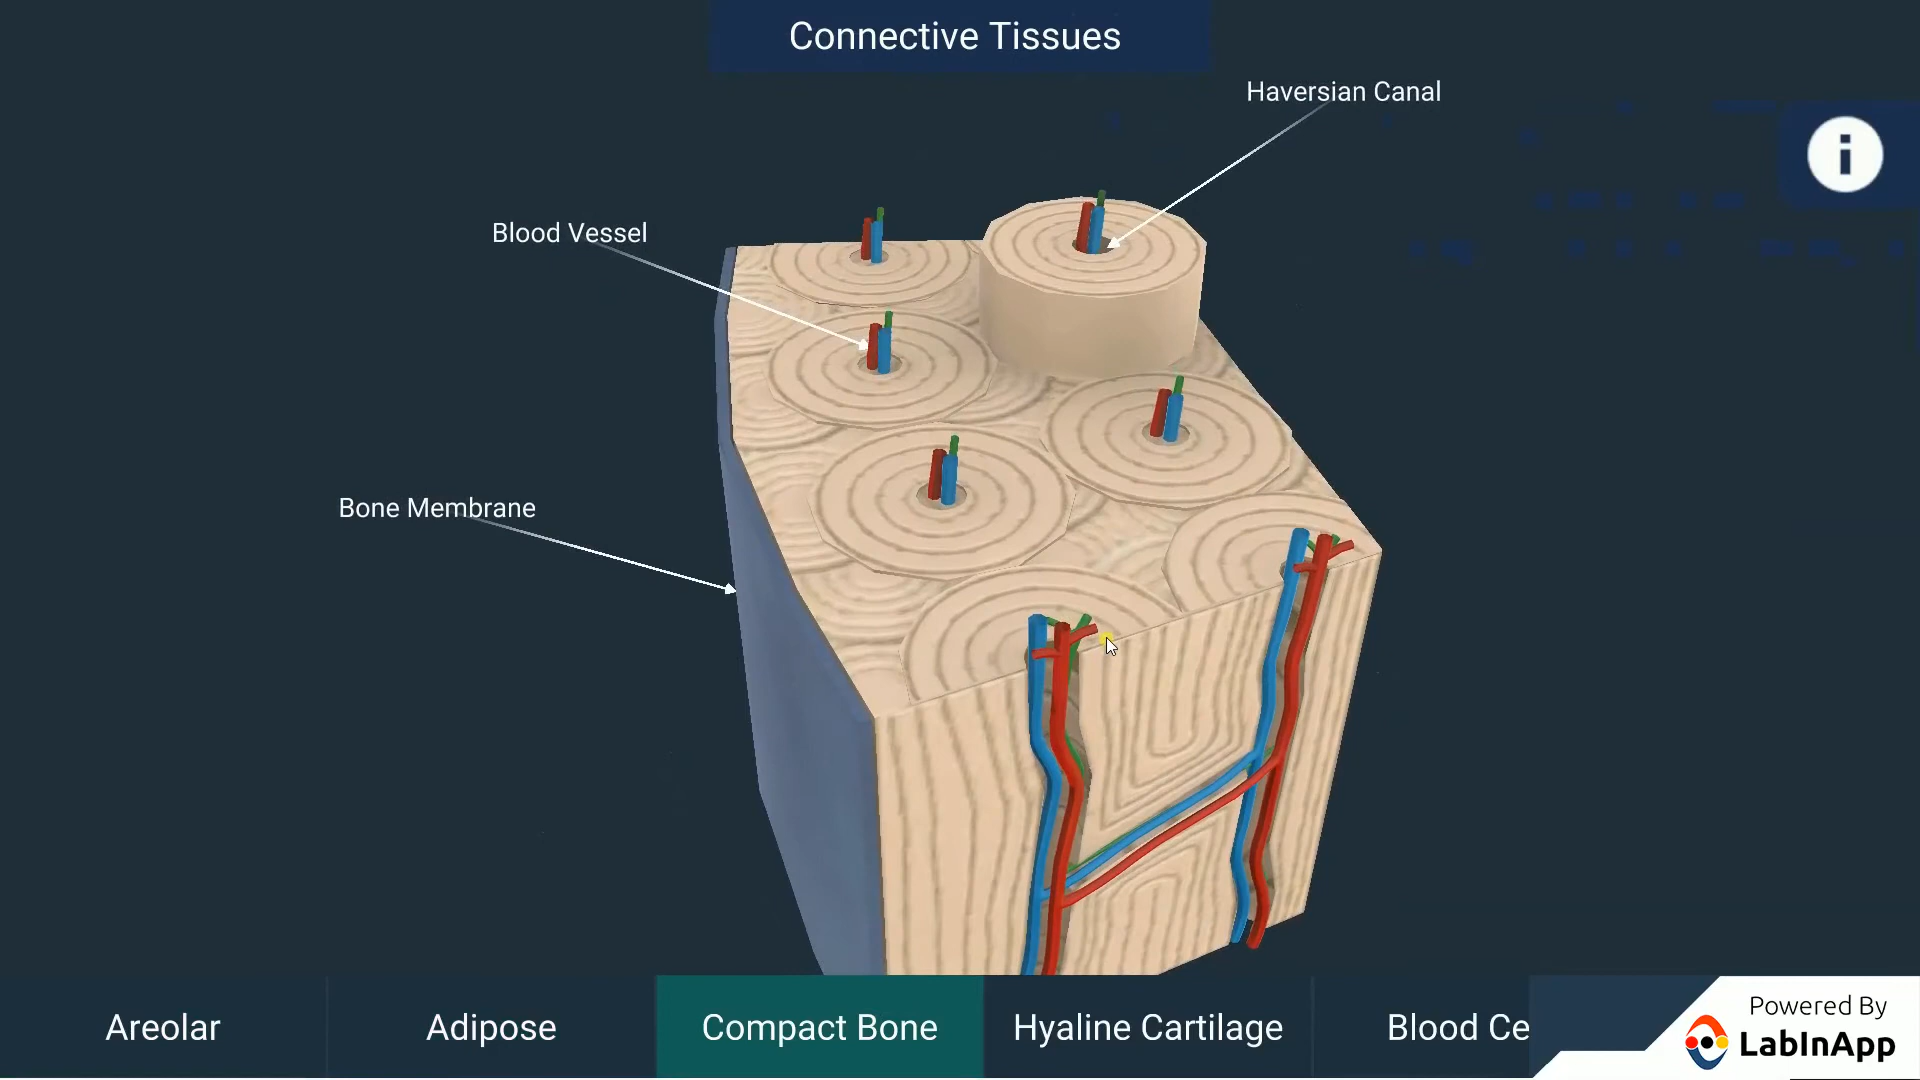 Connective Tissues
Haversian Canal
Blood Vessel
Bone Membrane
Areolar
Adipose
Compact Bone
Hyaline Cartilage
Blood Ce
Powered By
LabInApp